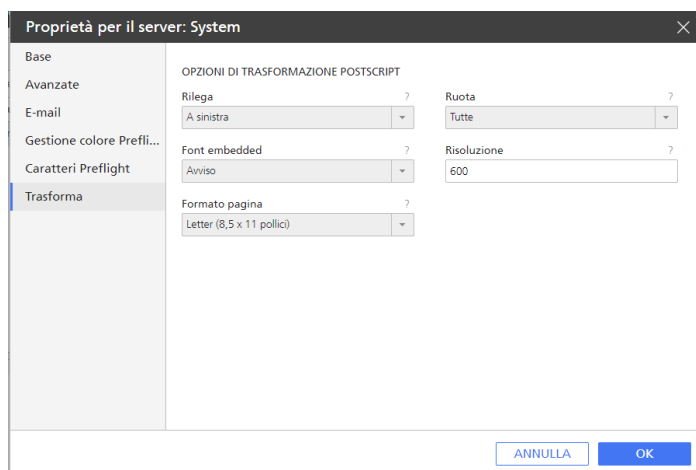 Proprietà per il server: System
Base
Avanzate
E-mail
Gestione colore Prefli...
Caratteri Preflight
Trasforma
OPZIONI DI TRASFORMAZIONE POSTSCRIPT
Rilega ?
A sinistra
Ruota ?
Tutte
Font embedded ?
Avviso
Risoluzione ?
600
Formato pagina ?
Letter (8,5 x 11 pollici)
ANNULLA
OK